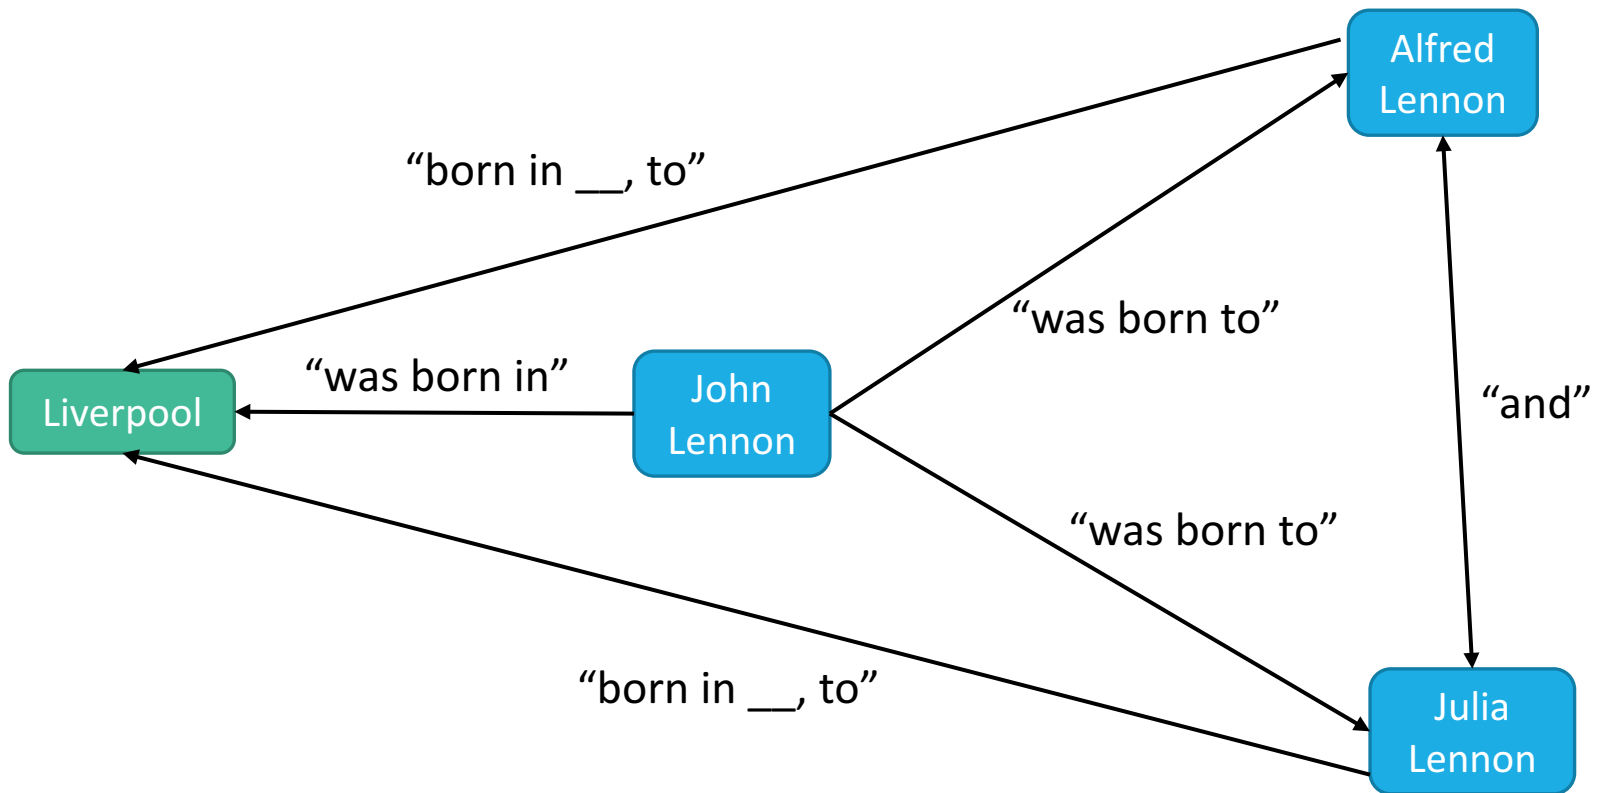 Alfred
Lennon
“born in __, to”
“was born to”
“was born in”
John
Lennon
Liverpool
“and”
“was born to”
“born in __, to”
Julia
Lennon